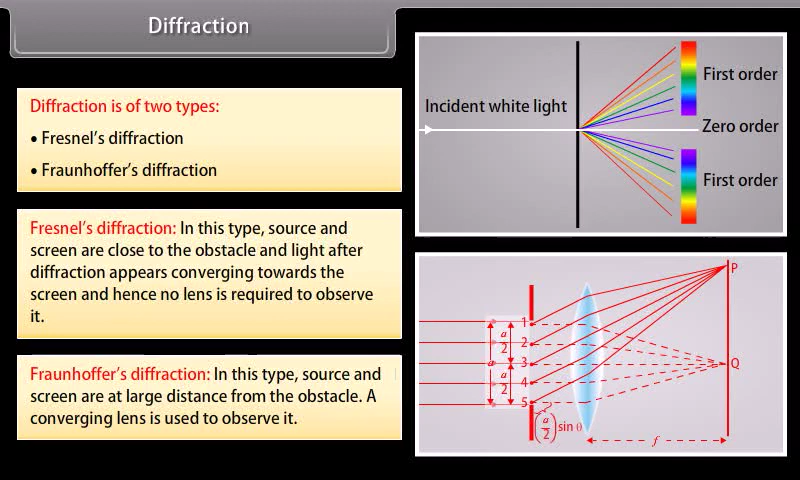 Diffraction
Diffraction is of two types:
• Fresnel's diffraction
• Fraunhoffer's diffraction
Fresnel's diffraction: In this type, source and
screen are close to the obstacle and light after
diffraction appears converging towards the
screen and hence no lens is required to observe
it.
Fraunhoffer's diffraction: In this type, source and
screen are at large distance from the obstacle. A
converging lens is used to observe it.
Incident white light
First order
Zero order
First order
P
1
2
3
4
5
a
a/2
a/2
Q
(a/2) sin θ
f